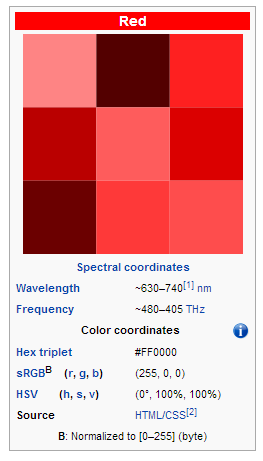 Red
Spectral coordinates
Wavelength ~630–740[1] nm
Frequency ~480–405 THz
Color coordinates i
Hex triplet #FF0000
sRGBB (r, g, b) (255, 0, 0)
HSV (h, s, v) (0°, 100%, 100%)
Source HTML/CSS[2]
B: Normalized to [0–255] (byte)